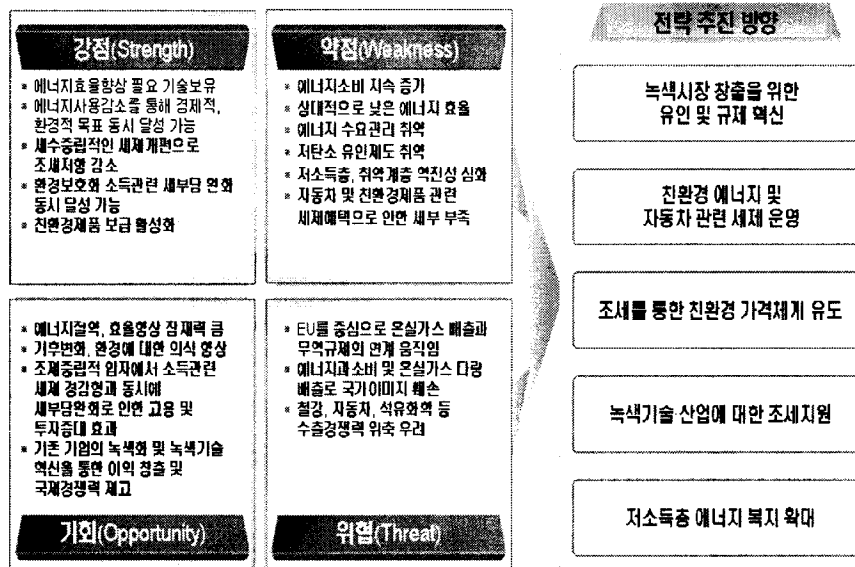 강점(Strength)
* 에너지효율향상 필요 기술보유
* 에너지사용감소를 통해 경제적,
환경적 목표 동시 달성 가능
* 세수중립적인 세제개편으로
조세저항 감소
* 환경보호화 소득관련 세부담 완화
동시 달성 가능
* 친환경제품 보급 활성화
약점(Weakness)
* 에너지소비 지속 증가
* 상대적으로 낮은 에너지 효율
* 에너지 수요관리 취약
* 저탄소 유인제도 취약
* 저소득층, 취약계층 역진성 심화
* 자동차 및 친환경제품 관련
세제혜택으로 인한 세부 부족
* 에너지절약, 효율향상 잠재력 큼
* 기후변화, 환경에 대한 의식 향상
* 조세중립적 입자에서 소득관련
세제 경감형과 동시에
세부담완화로 인한 고용 및
투자증대 효과
* 기존 기업의 녹색화 및 녹색기술
혁신을 통한 이익 창출 및
국제경쟁력 제고
기회(Opportunity)
* EU를 중심으로 온실가스 배출과
무역규제의 연계 움직임
* 에너지과소비 및 온실가스 다량
배출로 국가이미지 훼손
* 철강, 자동차, 석유화학 등
수출경쟁력 위축 우려
위협(Threat)
전략 추진 방향
녹색시장 창출을 위한
유인 및 규제 혁신
친환경 에너지 및
자동차 관련 세제 운영
조세를 통한 친환경 가격체계 유도
녹색기술 산업에 대한 조세지원
저소득층 에너지 복지 확대